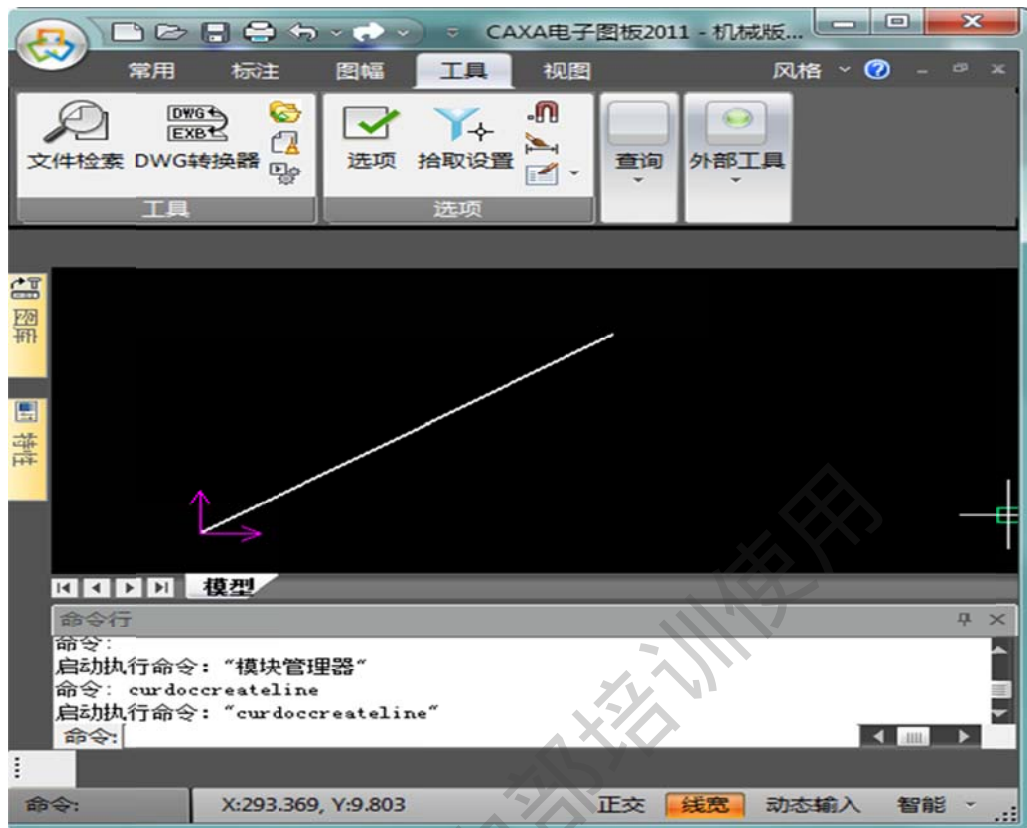 CAXA电子图板2011 - 机械版...
常用 标注 图幅 工具 视图 风格
文件检索 DWG转换器 选项 拾取设置 查询 外部工具
DWG
EXB
工具 选项
图库
特性
模型
命令行
命令:
启动执行命令: "模块管理器"
命令: curdoccreateline
启动执行命令: "curdoccreateline"
命令:
命令: X:293.369, Y:9.803 正交 线宽 动态输入 智能
部培训使用